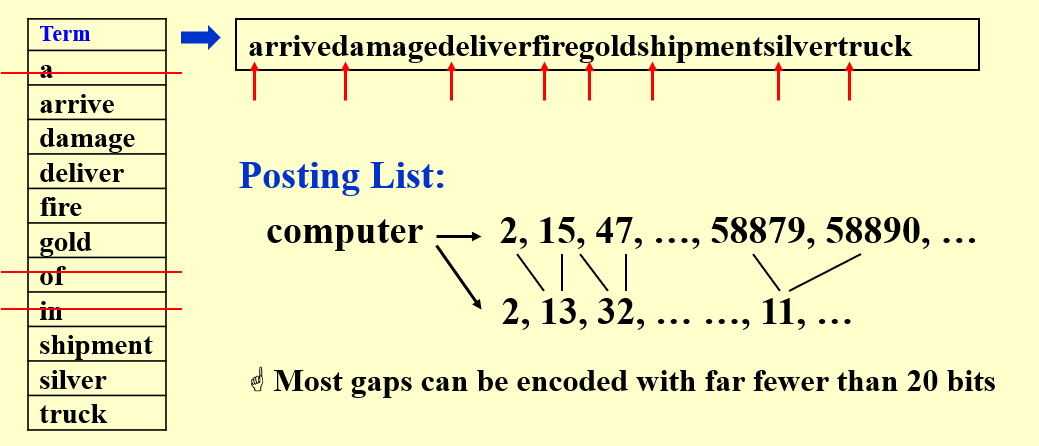 Term
a
arrive
damage
deliver
fire
gold
of
in
shipment
silver
truck
arrivedamagedeliverfiregoldshipmentsilvertruck
Posting List:
computer 2, 15, 47, …, 58879, 58890, …
2, 13, 32, … …, 11, …
☝ Most gaps can be encoded with far fewer than 20 bits